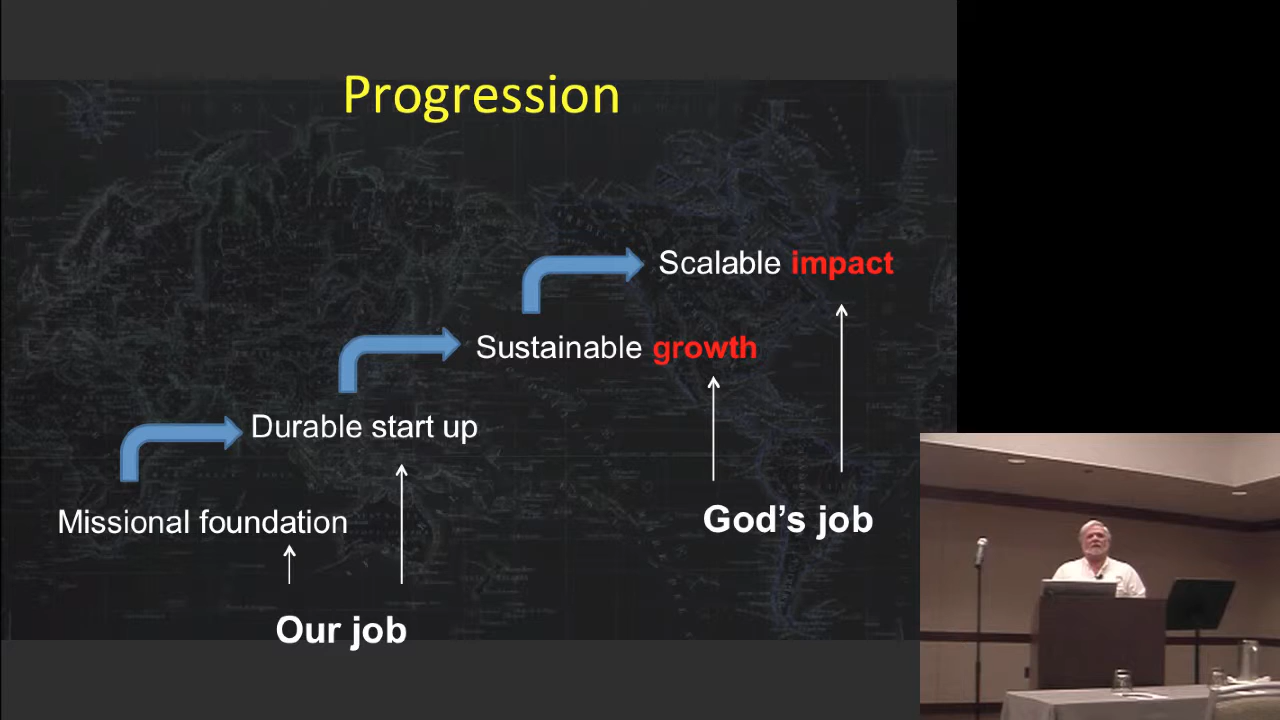 Progression
Scalable impact
Sustainable growth
Durable start up
Missional foundation
God's job
Our job